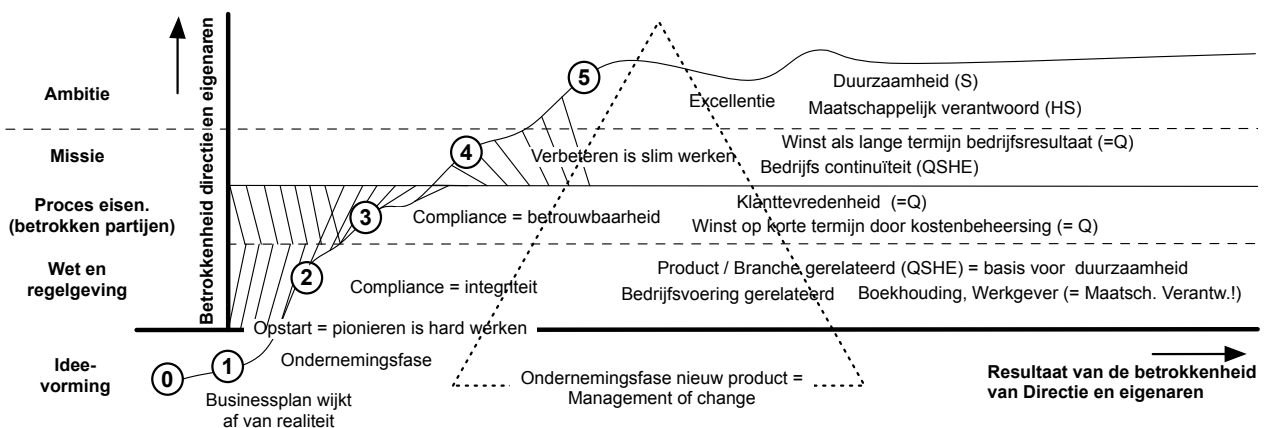 Betrokkenheid directie en eigenaren
Ambitie
5
Excellentie
Duurzaamheid (S)
Maatschappelijk verantwoord (HS)
Missie
4
Verbeteren is slim werken
Winst als lange termijn bedrijfsresultaat (=Q)
Bedrijfs continuïteit (QSHE)
Proces eisen.
(betrokken partijen)
3
Compliance = betrouwbaarheid
Klanttevredenheid (=Q)
Winst op korte termijn door kostenbeheersing (= Q)
Wet en
regelgeving
2
Compliance = integriteit
Product / Branche gerelateerd (QSHE) = basis voor duurzaamheid
Bedrijfsvoering gerelateerd
Boekhouding, Werkgever (= Maatsch. Verantw.!)
Opstart = pionieren is hard werken
Idee-
vorming
0
1
Ondernemingsfase
Businessplan wijkt
af van realiteit
Ondernemingsfase nieuw product =
Management of change
Resultaat van de betrokkenheid
van Directie en eigenaren